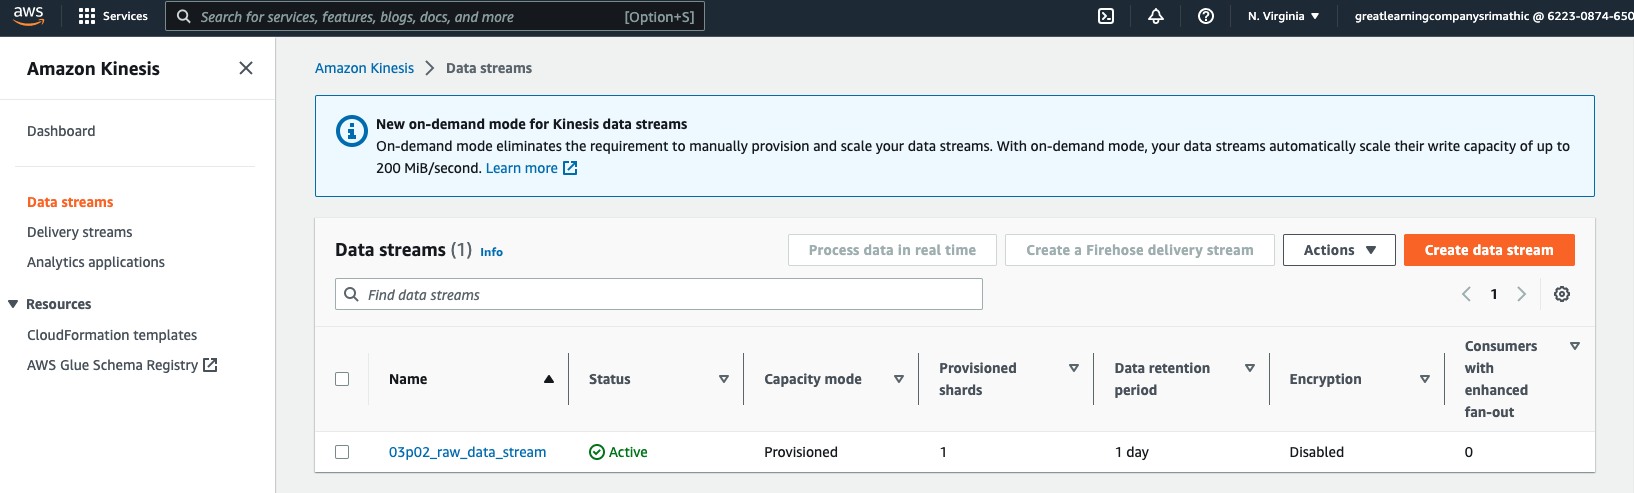 aws
Services
Search for services, features, blogs, docs, and more
[Option+S]
N. Virginia
greatlearningcompanysrimathic @ 6223-0874-650
Amazon Kinesis
Dashboard
Data streams
Delivery streams
Analytics applications
Resources
CloudFormation templates
AWS Glue Schema Registry
Amazon Kinesis
Data streams
New on-demand mode for Kinesis data streams
On-demand mode eliminates the requirement to manually provision and scale your data streams. With on-demand mode, your data streams automatically scale their write capacity of up to
200 MiB/second. Learn more
Data streams (1) Info
Process data in real time
Create a Firehose delivery stream
Actions
Create data stream
Find data streams
1
Name
Status
Capacity mode
Provisioned
shards
Data retention
period
Encryption
Consumers
with
enhanced
fan-out
03p02_raw_data_stream
Active
Provisioned
1
1 day
Disabled
0